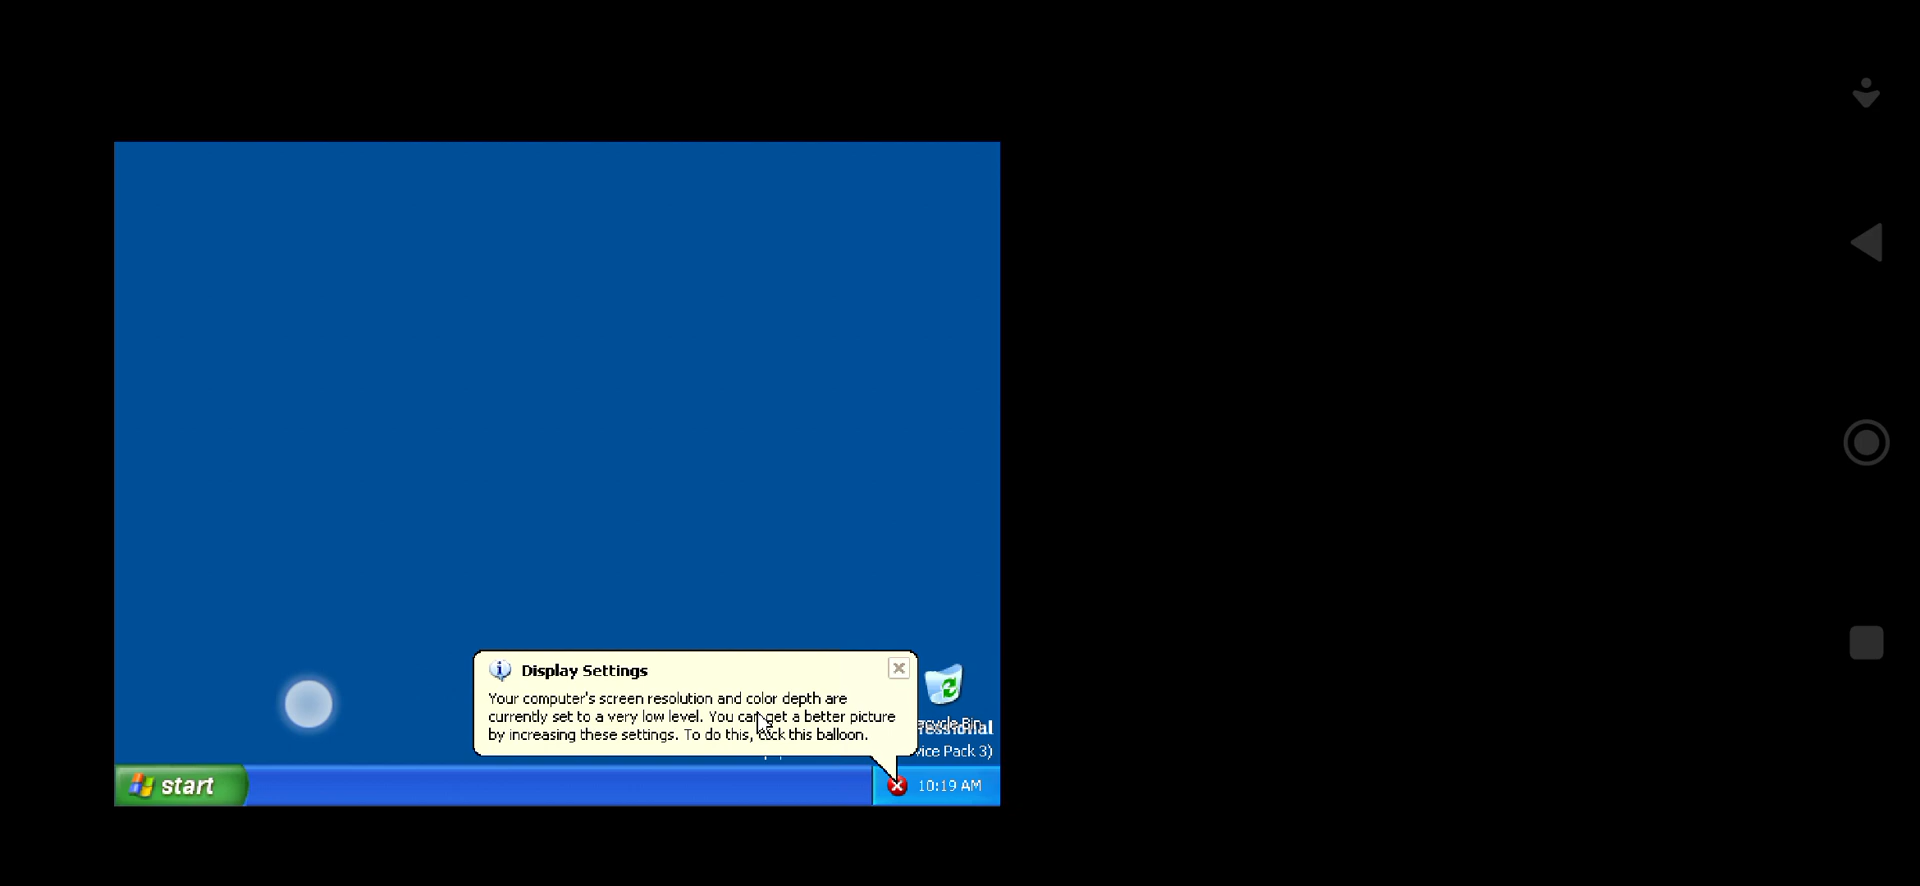 Display Settings
Your computer's screen resolution and color depth are
currently set to a very low level. You can get a better picture
by increasing these settings. To do this, click this balloon.
Bin
fessional
vice Pack 3)
start
10:19 AM